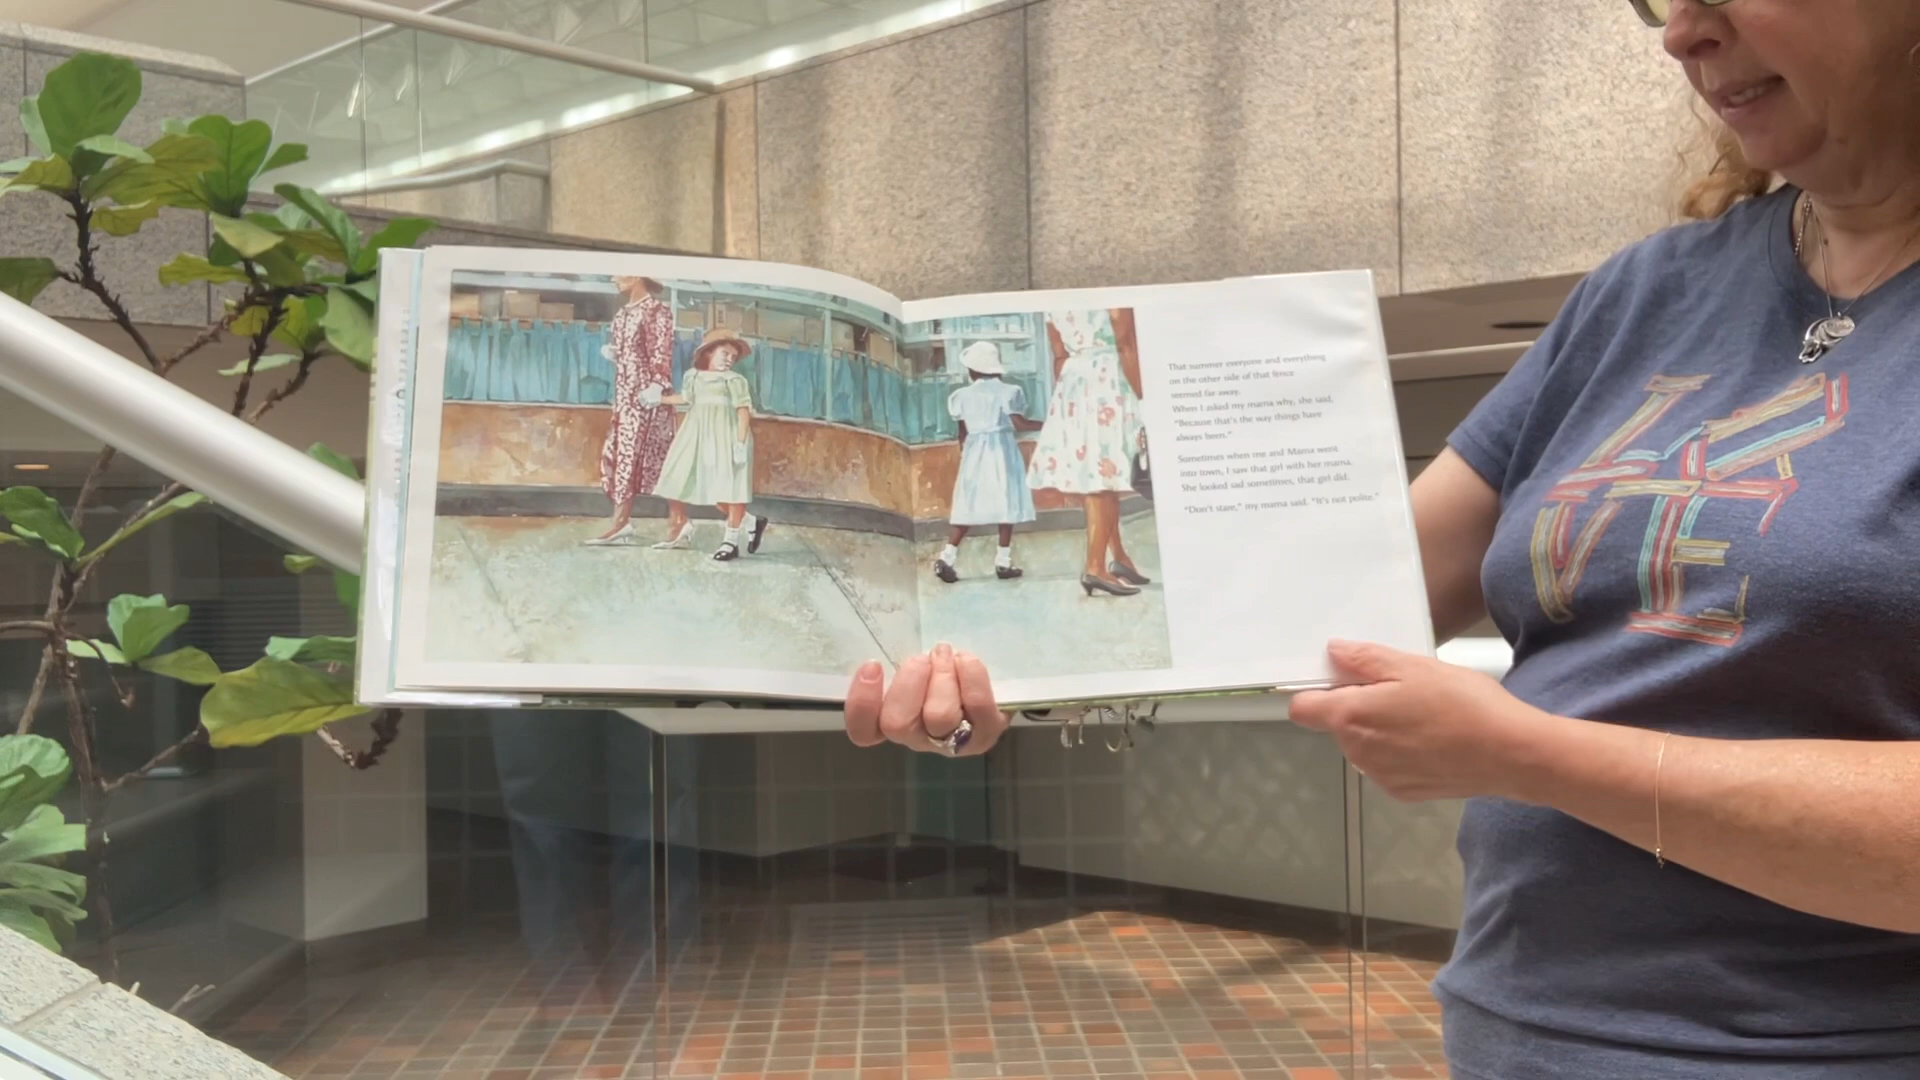 That summer everyone and everything
on the other side of that fence
seemed far away.
When I asked my mama why, she said,
"Because that's the way things have
always been."
Sometimes when me and Mama went
into town, I saw that girl with her mama.
She looked sad sometimes, that girl did.
"Don't stare," my mama said. "It's not polite."
LO
VE